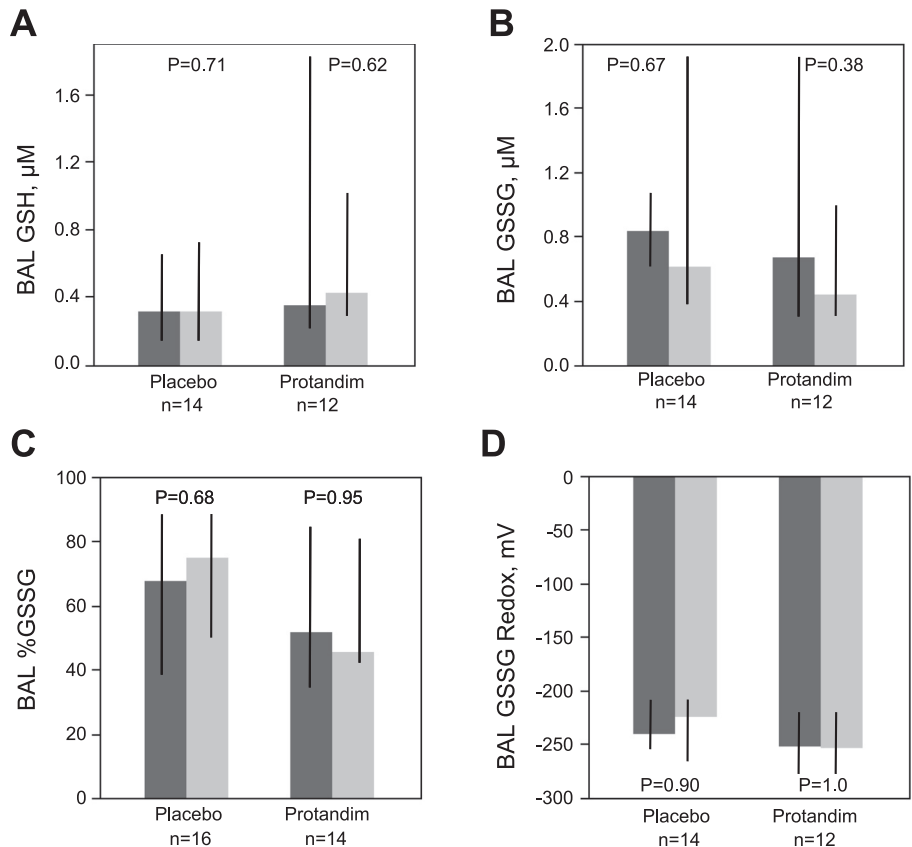 A
BAL GSH, µM
1.6
1.2
0.8
0.4
0.0
P=0.71
P=0.62
Placebo
n=14
Protandim
n=12
B
BAL GSSG, µM
2.0
1.6
1.2
0.8
0.4
0.0
P=0.67
P=0.38
Placebo
n=14
Protandim
n=12
C
BAL %GSSG
100
80
60
40
20
0
P=0.68
P=0.95
Placebo
n=16
Protandim
n=14
D
BAL GSSG Redox, mV
0
-50
-100
-150
-200
-250
-300
P=0.90
P=1.0
Placebo
n=14
Protandim
n=12